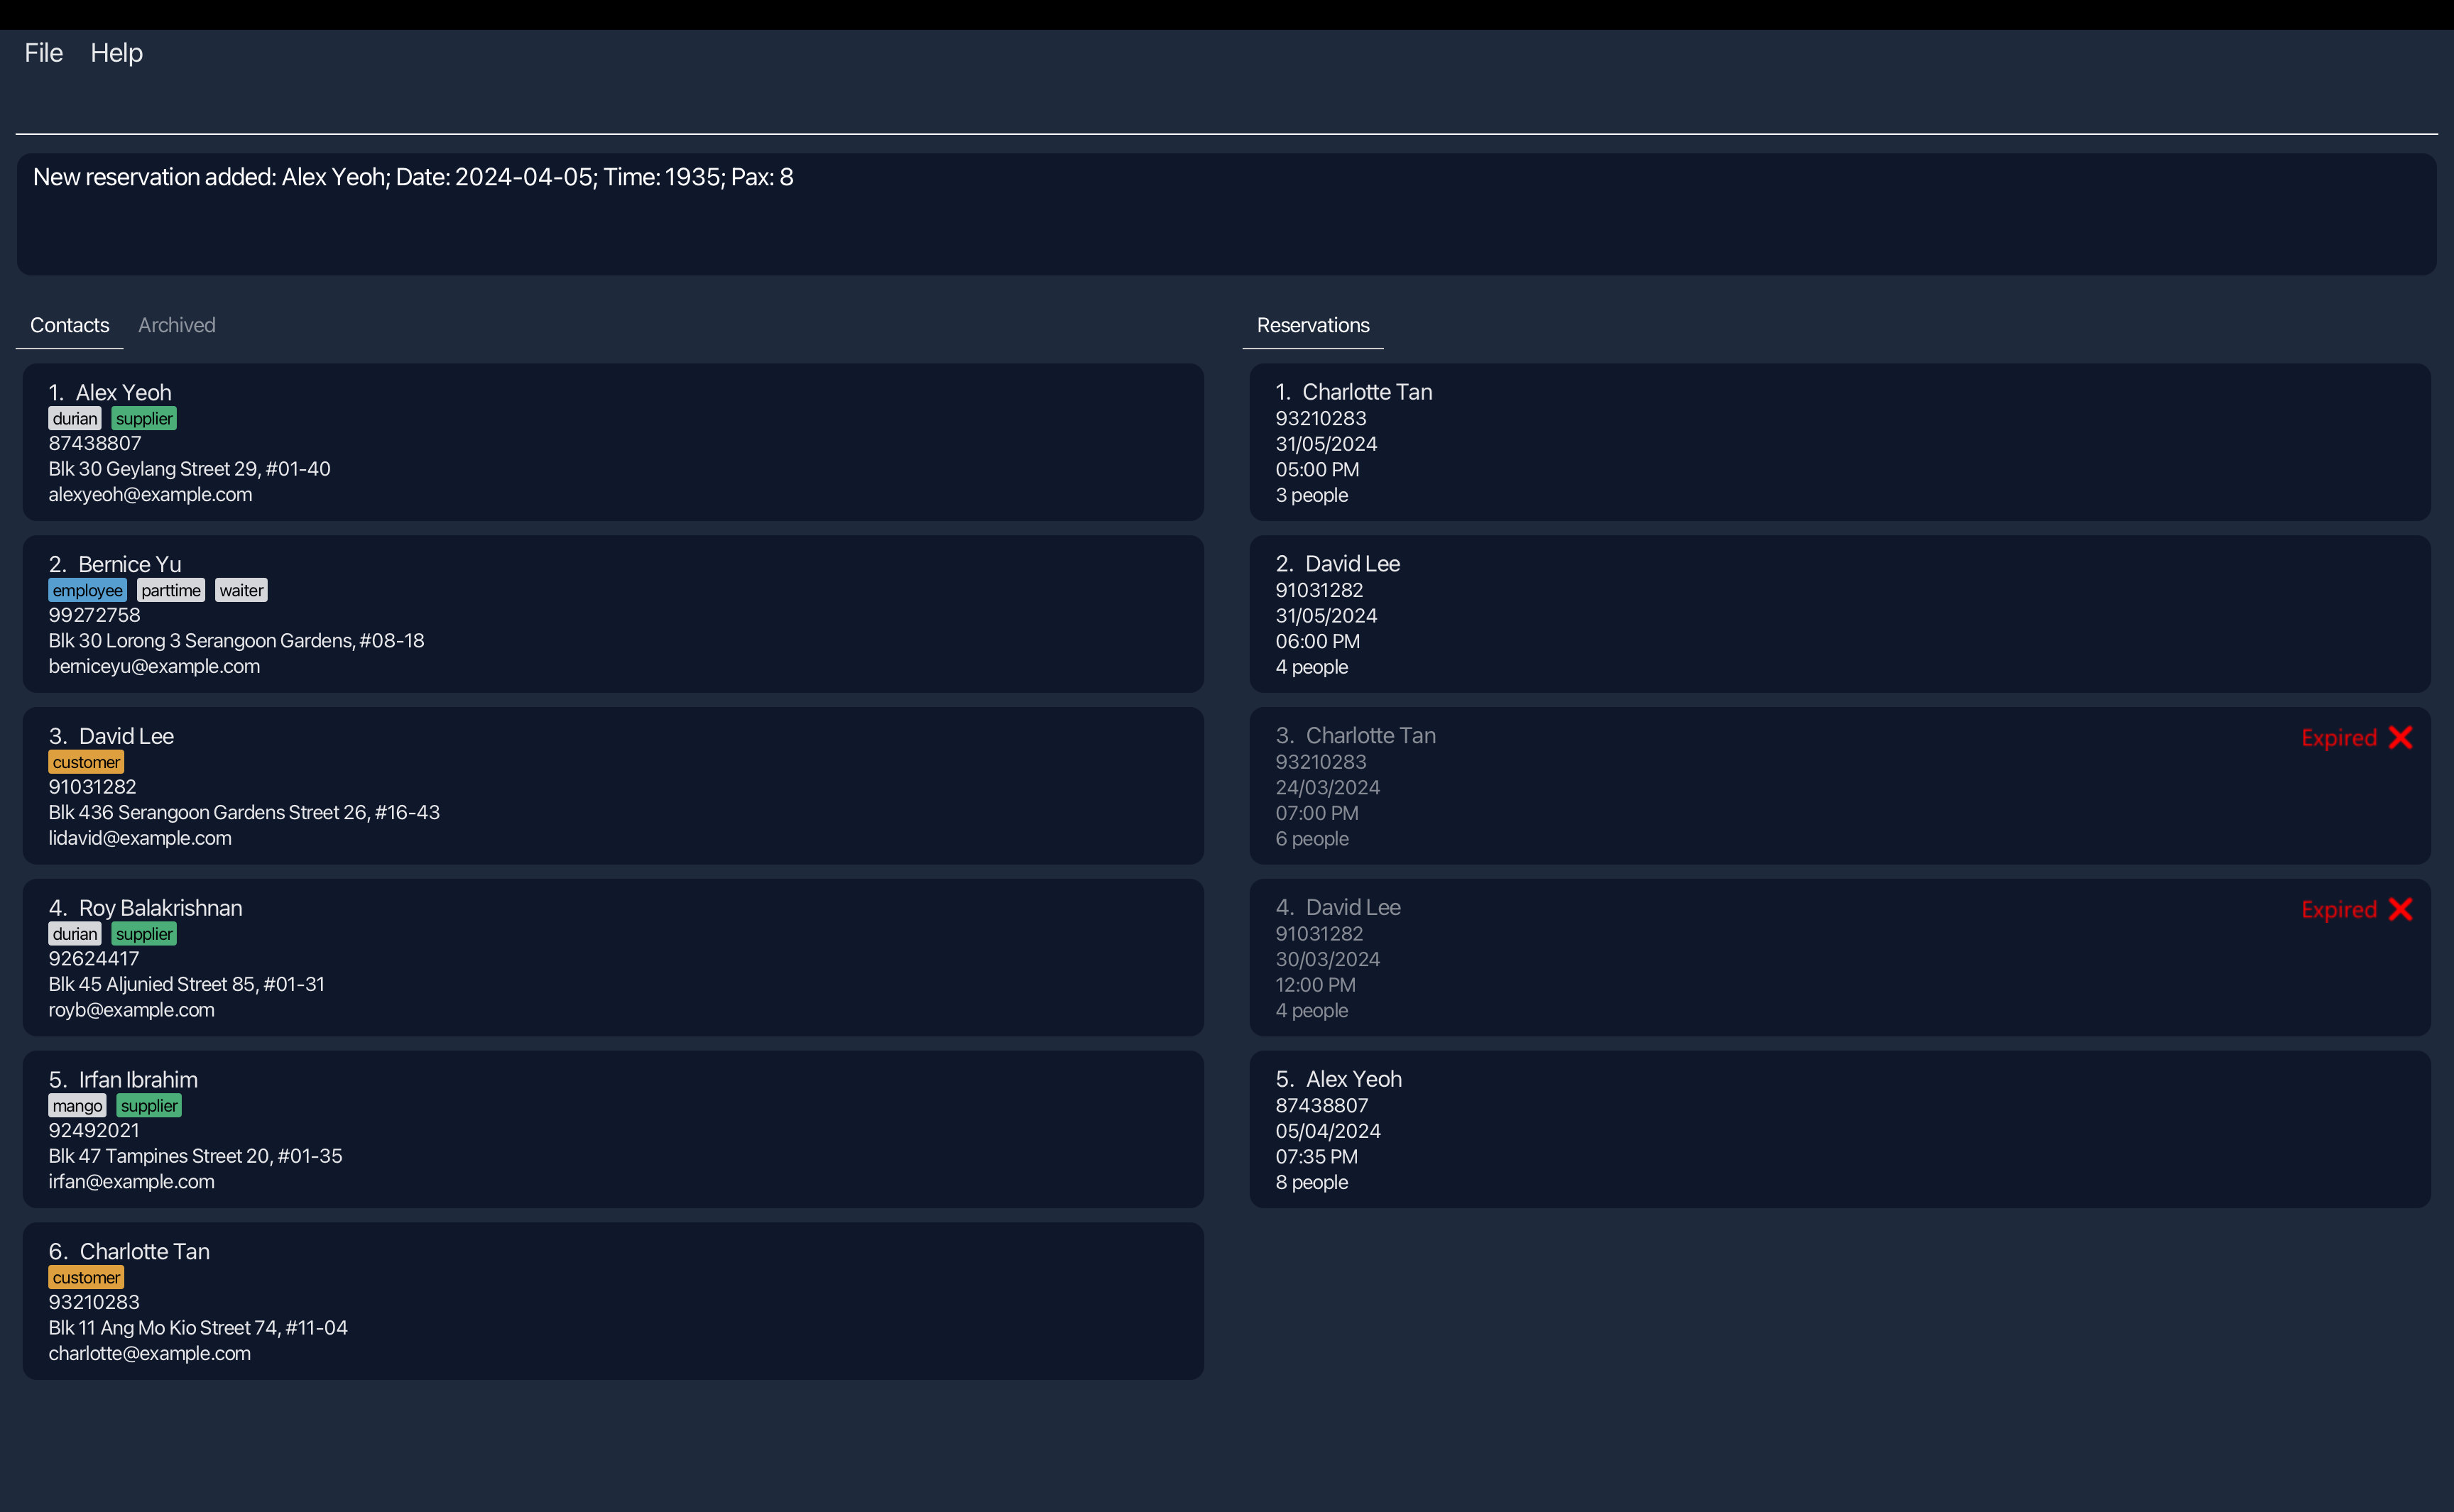 File Help
New reservation added: Alex Yeoh; Date: 2024-04-05; Time: 1935; Pax: 8
Contacts Archived
1. Alex Yeoh
durian supplier
87438807
Blk 30 Geylang Street 29, #01-40
alexyeoh@example.com
2. Bernice Yu
employee parttime waiter
99272758
Blk 30 Lorong 3 Serangoon Gardens, #08-18
berniceyu@example.com
3. David Lee
customer
91031282
Blk 436 Serangoon Gardens Street 26, #16-43
lidavid@example.com
4. Roy Balakrishnan
durian supplier
92624417
Blk 45 Aljunied Street 85, #01-31
royb@example.com
5. Irfan Ibrahim
mango supplier
92492021
Blk 47 Tampines Street 20, #01-35
irfan@example.com
6. Charlotte Tan
customer
93210283
Blk 11 Ang Mo Kio Street 74, #11-04
charlotte@example.com
Reservations
1. Charlotte Tan
93210283
31/05/2024
05:00 PM
3 people
2. David Lee
91031282
31/05/2024
06:00 PM
4 people
3. Charlotte Tan Expired
93210283
24/03/2024
07:00 PM
6 people
4. David Lee Expired
91031282
30/03/2024
12:00 PM
4 people
5. Alex Yeoh
87438807
05/04/2024
07:35 PM
8 people